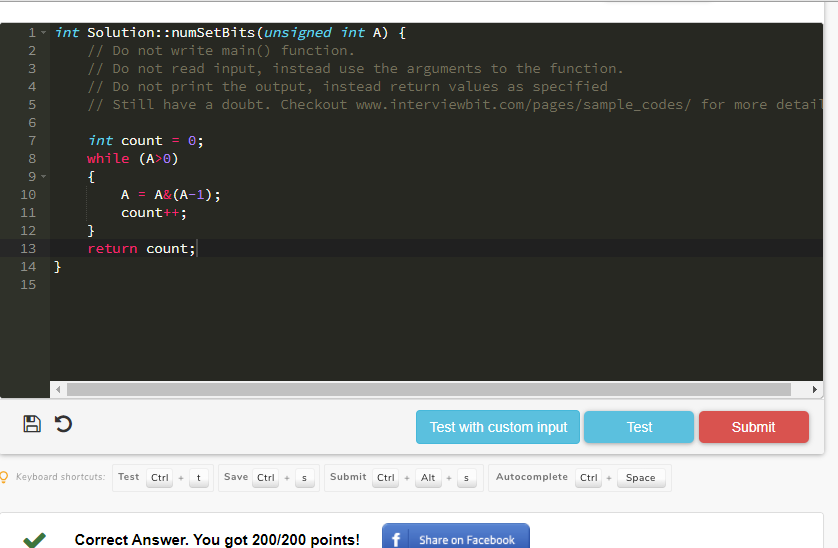 1 int Solution::numSetBits(unsigned int A) {
2 // Do not write main() function.
3 // Do not read input, instead use the arguments to the function.
4 // Do not print the output, instead return values as specified
5 // Still have a doubt. Checkout www.interviewbit.com/pages/sample_codes/ for more detail
6
7 int count = 0;
8 while (A>0)
9 {
10 A = A&(A-1);
11 count++;
12 }
13 return count;
14 }
15
Test with custom input Test Submit
Keyboard shortcuts: Test Ctrl + t Save Ctrl + s Submit Ctrl + Alt + s Autocomplete Ctrl + Space
Correct Answer. You got 200/200 points! f Share on Facebook